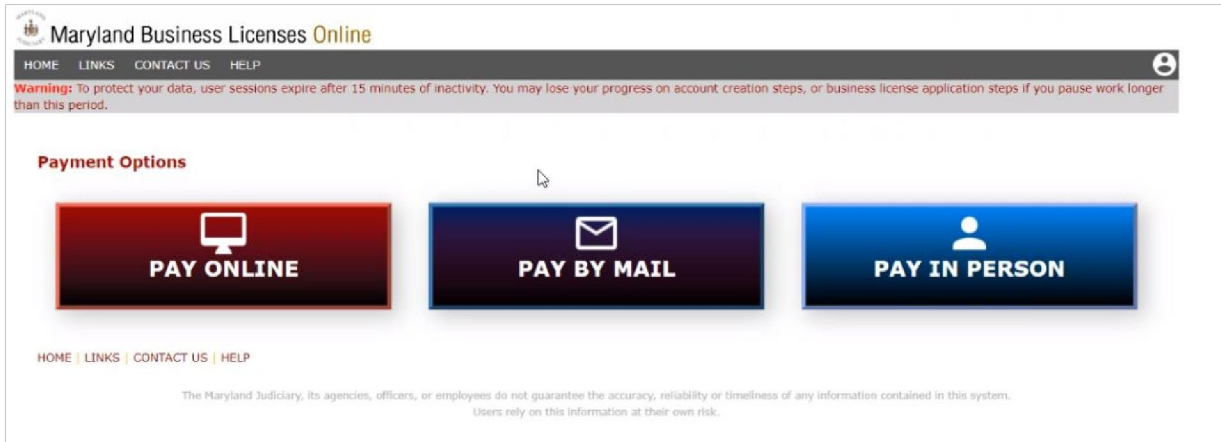 Maryland Business Licenses Online
HOME LINKS CONTACT US HELP
Warning: To protect your data, user sessions expire after 15 minutes of inactivity. You may lose your progress on account creation steps, or business license application steps if you pause work longer
than this period.
Payment Options
PAY ONLINE
PAY BY MAIL
PAY IN PERSON
HOME | LINKS | CONTACT US | HELP
The Maryland Judiciary, its agencies, officers, or employees do not guarantee the accuracy, reliability or timeliness of any information contained in this system.
Users rely on this information at their own risk.